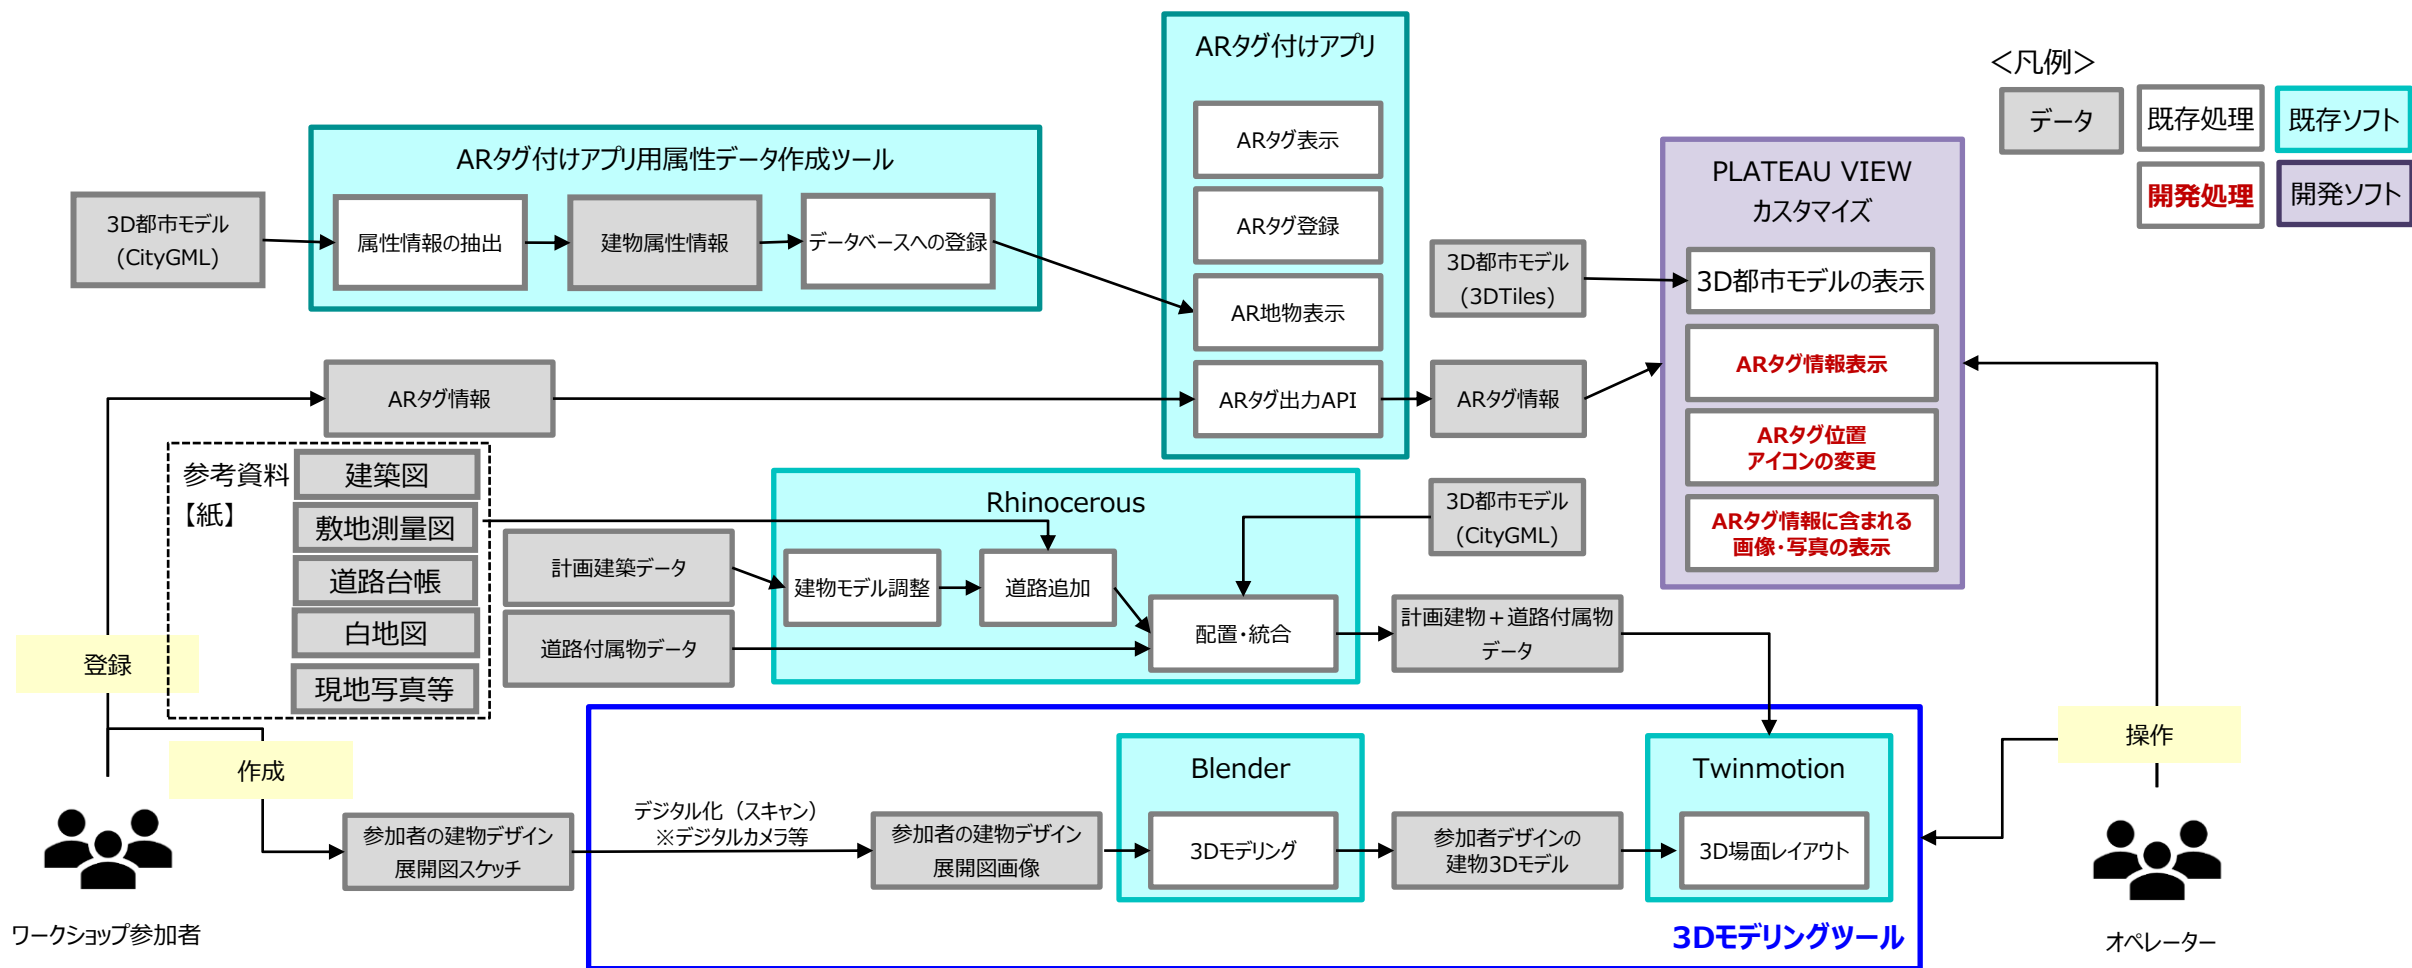 ARタグ付けアプリ
＜凡例＞
データ
既存処理
既存ソフト
開発処理
開発ソフト
ARタグ付けアプリ用属性データ作成ツール
3D都市モデル
(CityGML)
属性情報の抽出
建物属性情報
データベースへの登録
ARタグ表示
ARタグ登録
AR地物表示
ARタグ出力API
PLATEAU VIEW
カスタマイズ
3D都市モデル
(3DTiles)
3D都市モデルの表示
ARタグ情報表示
ARタグ位置
アイコンの変更
ARタグ情報に含まれる
画像・写真の表示
ARタグ情報
ARタグ情報
参考資料
【紙】
建築図
敷地測量図
道路台帳
白地図
現地写真等
Rhinocerous
3D都市モデル
(CityGML)
計画建築データ
道路付属物データ
建物モデル調整
道路追加
配置・統合
計画建物＋道路付属物
データ
登録
作成
操作
Blender
Twinmotion
参加者の建物デザイン
展開図スケッチ
デジタル化（スキャン）
※デジタルカメラ等
参加者の建物デザイン
展開図画像
3Dモデリング
参加者デザインの
建物3Dモデル
3D場面レイアウト
3Dモデリングツール
ワークショップ参加者
オペレーター